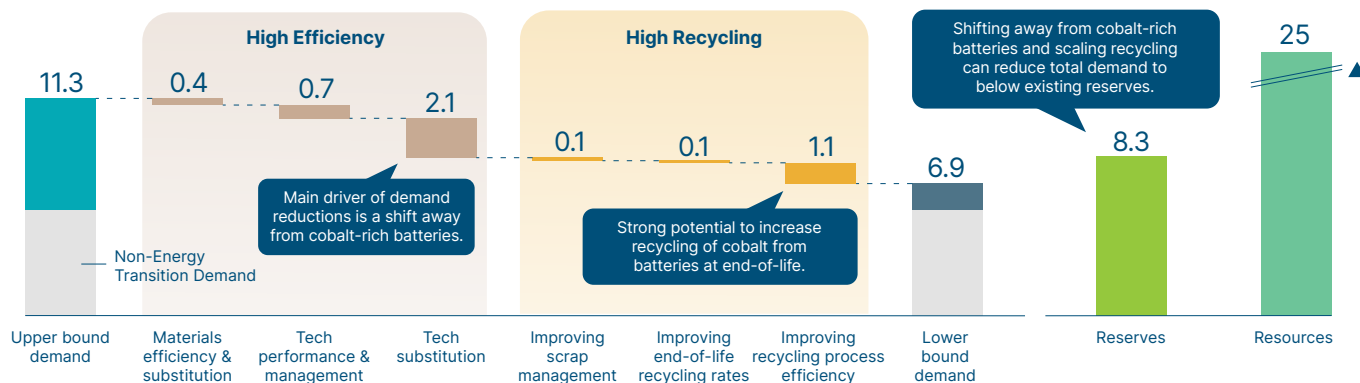 High Efficiency
High Recycling
Shifting away from cobalt-rich
batteries and scaling recycling
can reduce total demand to
below existing reserves.
25
11.3
0.4
0.7
2.1
0.1
0.1
1.1
6.9
8.3
Main driver of demand
reductions is a shift away
from cobalt-rich batteries.
Strong potential to increase
recycling of cobalt from
batteries at end-of-life.
Non-Energy
Transition Demand
Upper bound
demand
Materials
efficiency &
substitution
Tech
performance &
management
Tech
substitution
Improving
scrap
management
Improving
end-of-life
recycling rates
Improving
recycling process
efficiency
Lower
bound
demand
Reserves
Resources